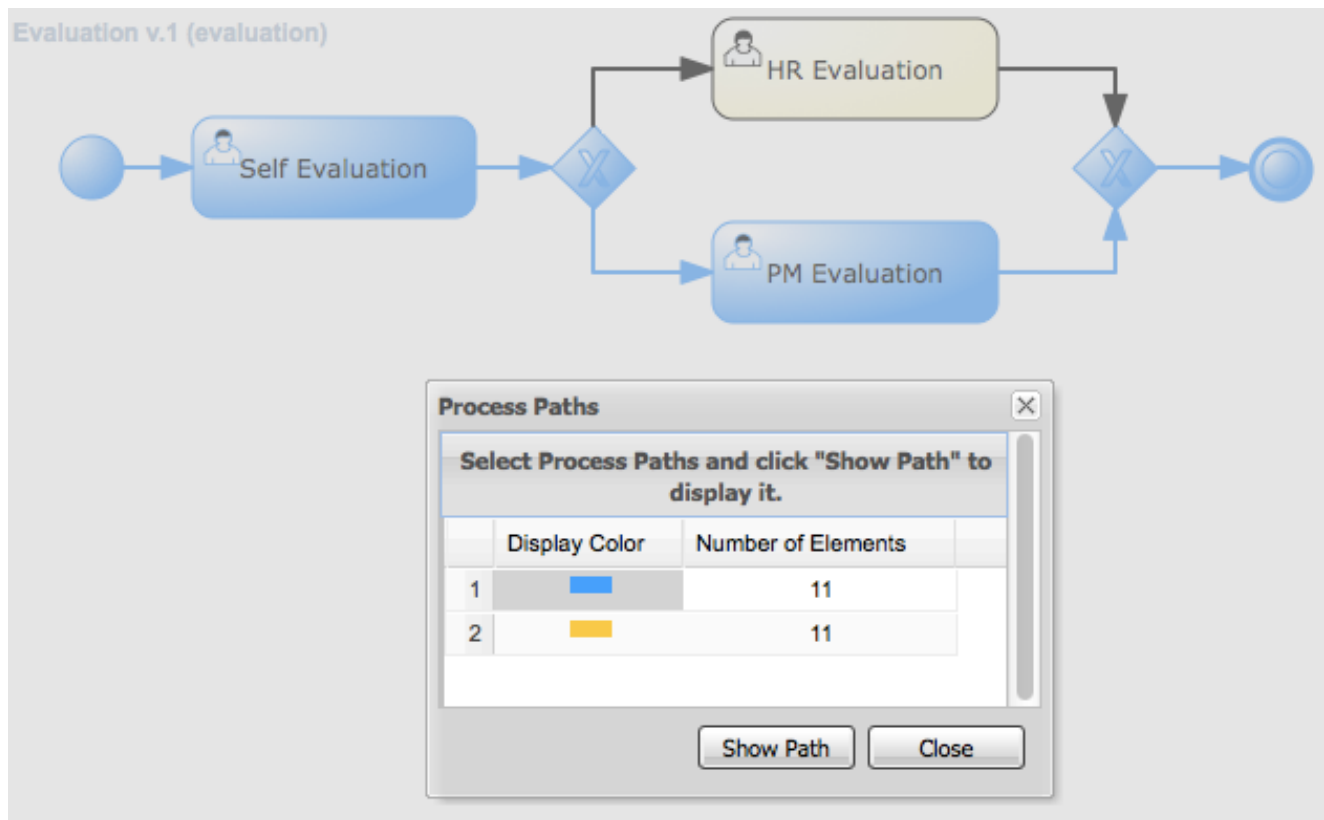 Evaluation v.1 (evaluation)
HR Evaluation
Self Evaluation
PM Evaluation
Process Paths
Select Process Paths and click "Show Path" to
display it.
Display Color Number of Elements
1 11
2 11
Show Path Close